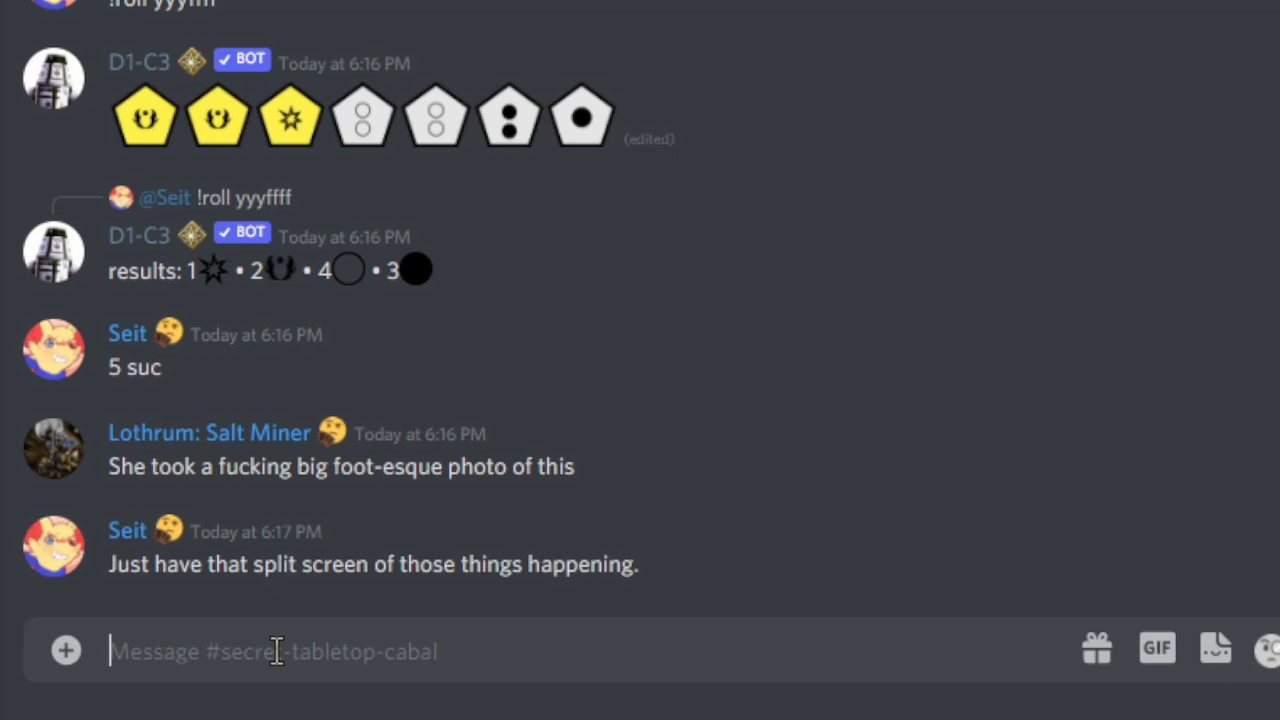 !roll yyyffff
D1-C3 ✓ BOT Today at 6:16 PM
(edited)
@Seit !roll yyyffff
D1-C3 ✓ BOT Today at 6:16 PM
results: 1 • 2 • 4 • 3
Seit Today at 6:16 PM
5 suc
Lothrum: Salt Miner Today at 6:16 PM
She took a fucking big foot-esque photo of this
Seit Today at 6:17 PM
Just have that split screen of those things happening.
Message #secret-tabletop-cabal
GIF